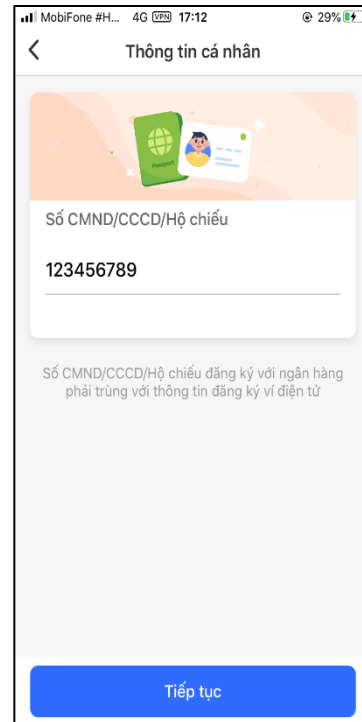 MobiFone #H... 4G VPN 17:12 29%
Thông tin cá nhân
Passport
Số CMND/CCCD/Hộ chiếu
123456789
Số CMND/CCCD/Hộ chiếu đăng ký với ngân hàng
phải trùng với thông tin đăng ký ví điện tử
Tiếp tục